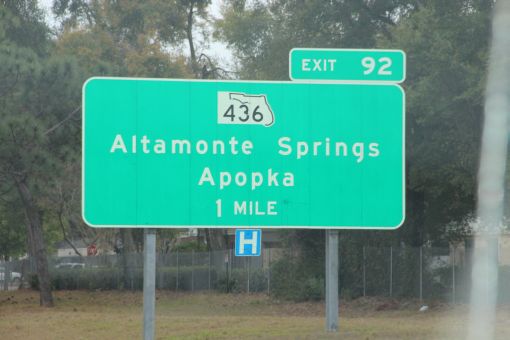 EXIT 92
436
Altamonte Springs
Apopka
1 MILE
H